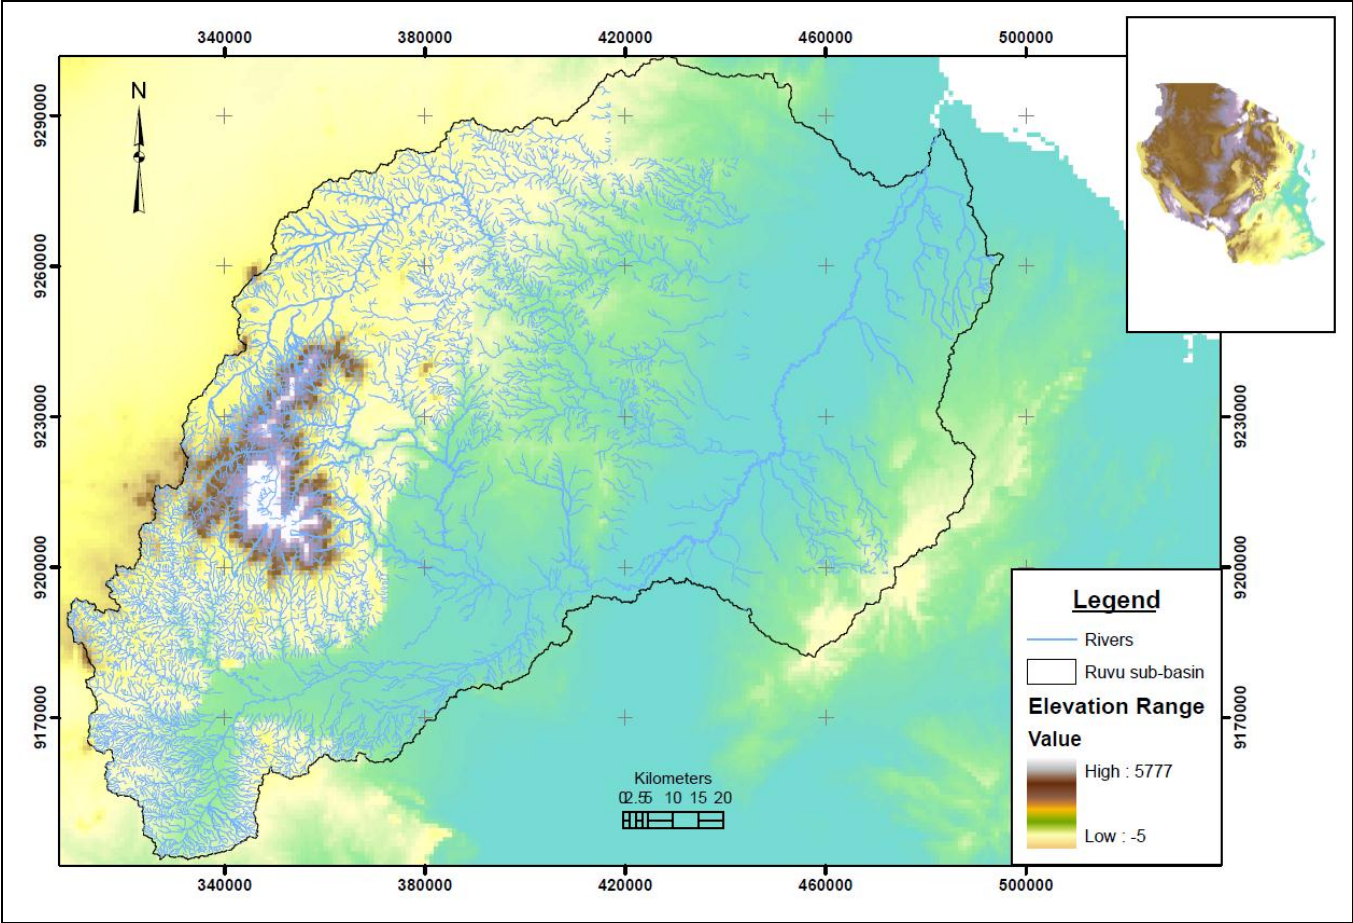 340000 380000 420000 460000 500000
N
9290000
9260000
9230000
9200000
9170000
9230000
9200000
9170000
Legend
Rivers
Ruvu sub-basin
Elevation Range
Value
High : 5777
Low : -5
Kilometers
0 2.5 5 10 15 20
340000 380000 420000 460000 500000